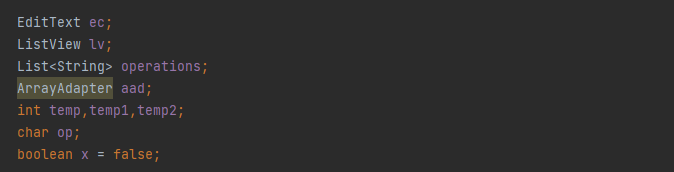 EditText ec;
ListView lv;
List<String> operations;
ArrayAdapter aad;
int temp,temp1,temp2;
char op;
boolean x = false;